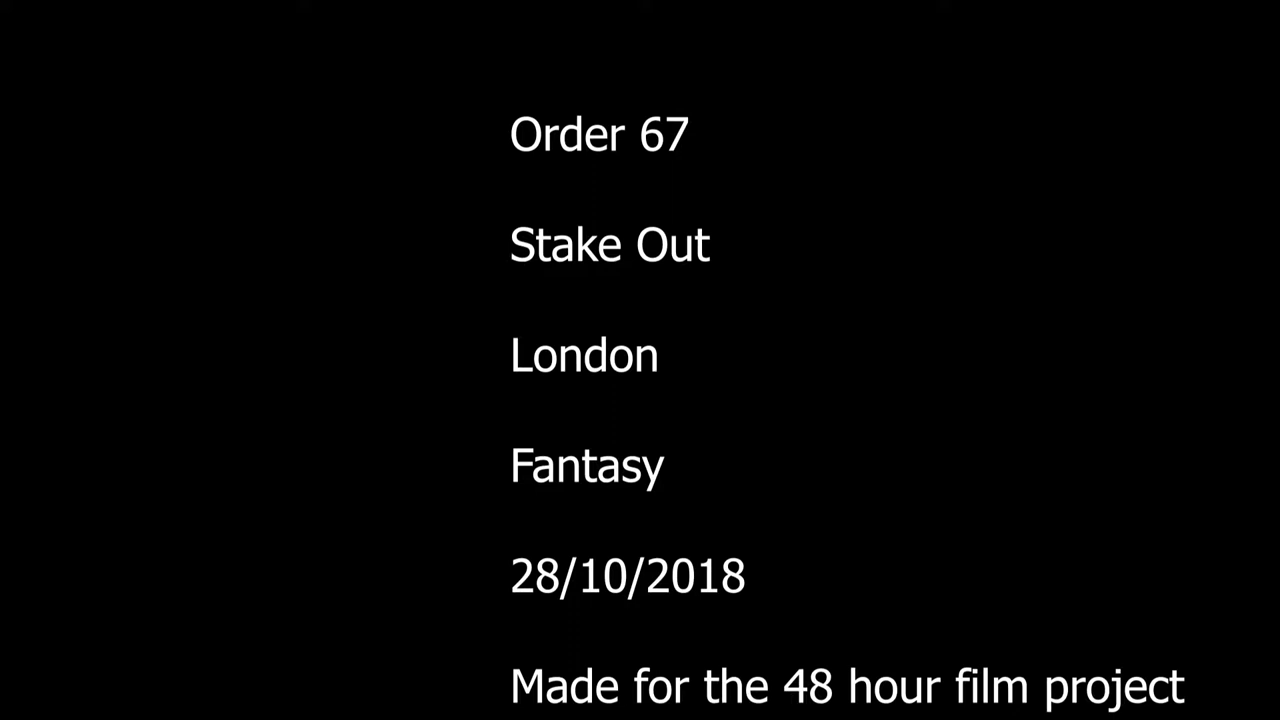 Order 67
Stake Out
London
Fantasy
28/10/2018
Made for the 48 hour film project